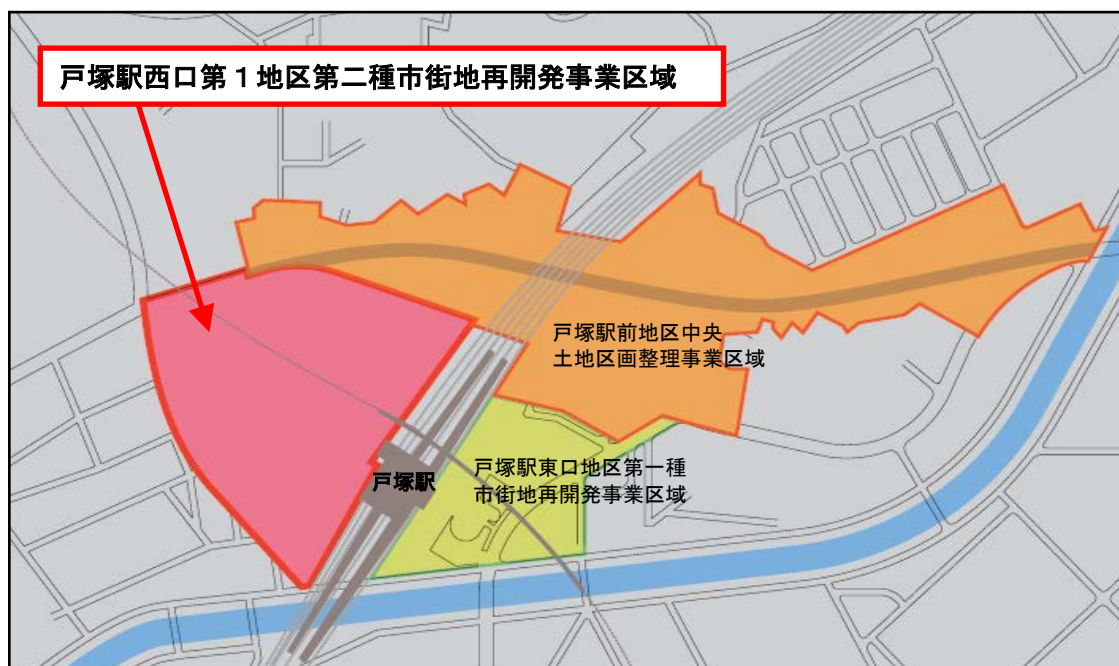 戸塚駅西口第1地区第二種市街地再開発事業区域
戸塚駅前地区中央
土地区画整理事業区域
戸塚駅東口地区第一種
市街地再開発事業区域
戸塚駅